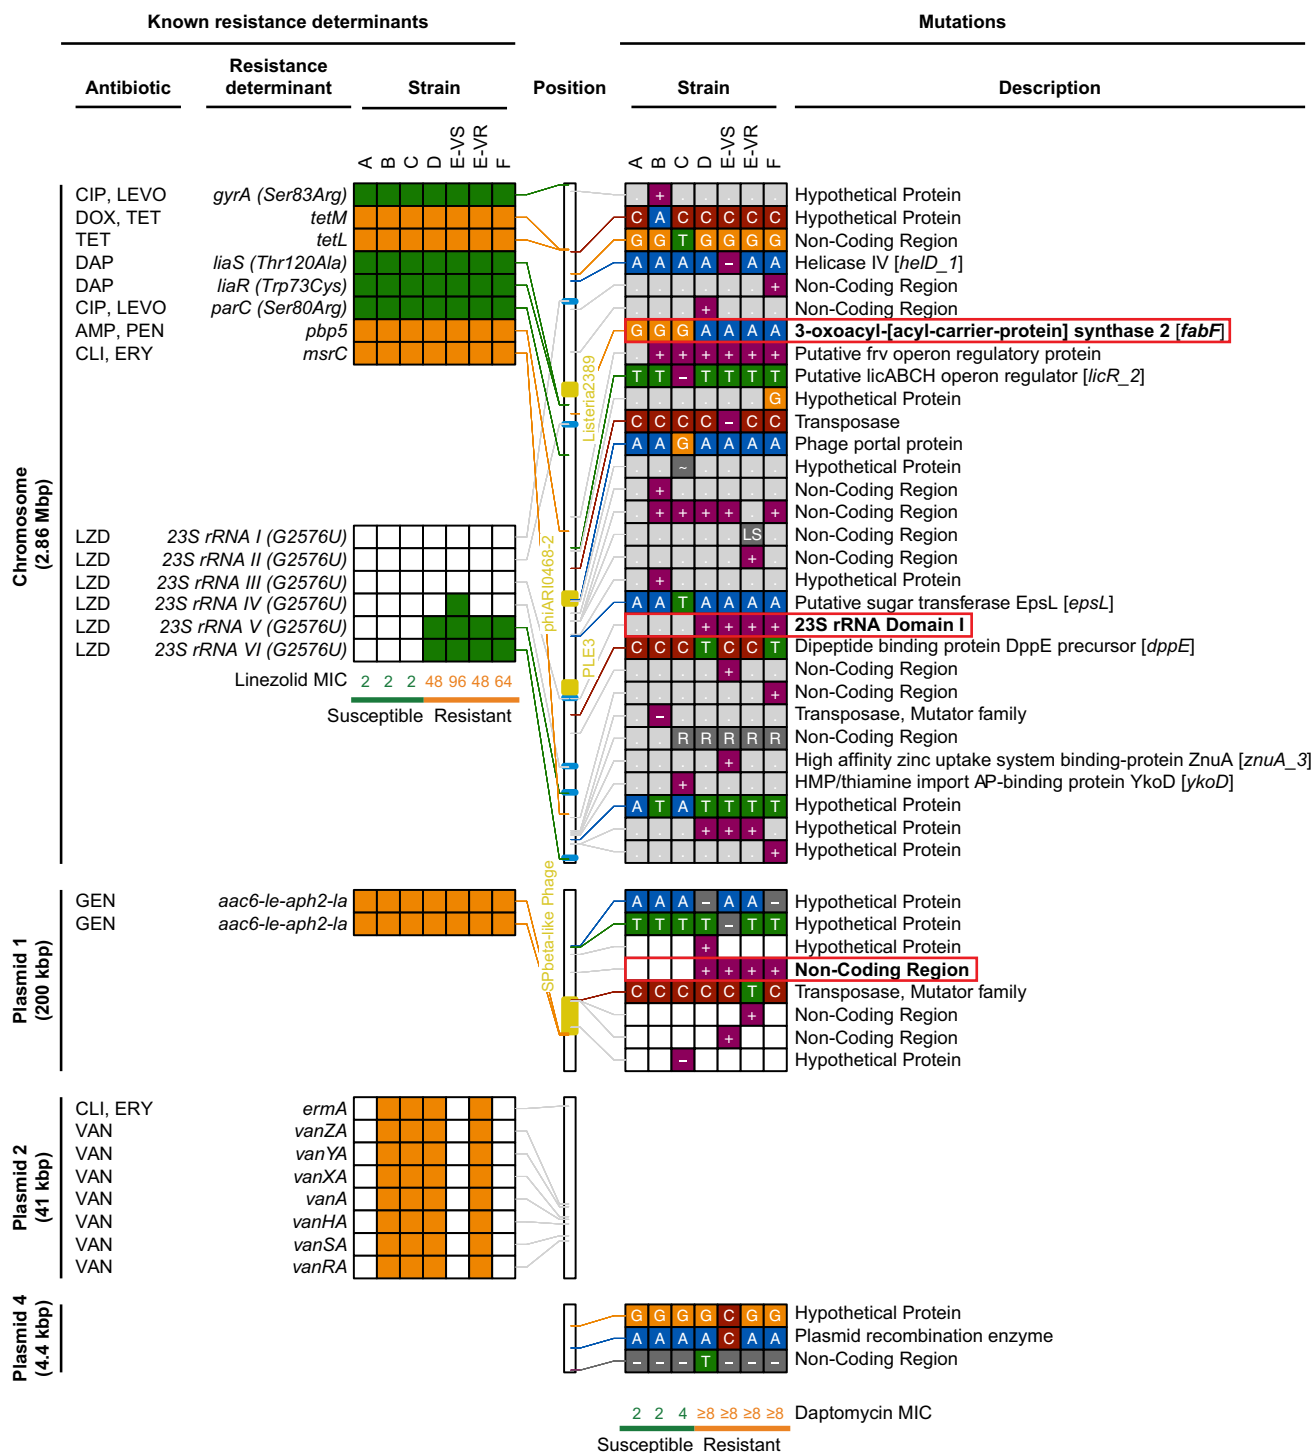 Known resistance determinants
Mutations
Antibiotic
Resistance determinant
Strain
Position
Strain
Description
A B C D E-VS E-VR F
A B C D E-VS E-VR F
Chromosome (2.86 Mbp)
CIP, LEVO gyrA (Ser83Arg)
DOX, TET tetM
TET tetL
DAP liaS (Thr120Ala)
DAP liaR (Trp73Cys)
CIP, LEVO parC (Ser80Arg)
AMP, PEN pbp5
CLI, ERY msrC
LZD 23S rRNA I (G2576U)
LZD 23S rRNA II (G2576U)
LZD 23S rRNA III (G2576U)
LZD 23S rRNA IV (G2576U)
LZD 23S rRNA V (G2576U)
LZD 23S rRNA VI (G2576U)
Linezolid MIC 2 2 2 48 96 48 64
Susceptible Resistant
Listeria2389
phiARI0468-2
PLE3
SPbeta-like Phage
. + . . . . . Hypothetical Protein
C A C C C C C Hypothetical Protein
G G T G G G G Non-Coding Region
A A A A – A A Helicase IV [helD_1]
. . . . . . + Non-Coding Region
. . . + . . . Non-Coding Region
G G G A A A A 3-oxoacyl-[acyl-carrier-protein] synthase 2 [fabF]
. + + + + + + Putative frv operon regulatory protein
T T – T T T T Putative licABCH operon regulator [licR_2]
. . . . . . G Hypothetical Protein
C C C C – C C Transposase
A A G A A A A Phage portal protein
. . ~ . . . . Hypothetical Protein
. + . . . . . Non-Coding Region
. + + + + . + Non-Coding Region
. . . . . LS . Non-Coding Region
. . . . . + . Non-Coding Region
. + . . . . . Hypothetical Protein
A A T A A A A Putative sugar transferase EpsL [epsL]
. . . + + + + 23S rRNA Domain I
C C C T C C T Dipeptide binding protein DppE precursor [dppE]
. . . . + . . Non-Coding Region
. . . . . . + Non-Coding Region
. – . . . . . Transposase, Mutator family
. . R R R R R Non-Coding Region
. . . . + . . High affinity zinc uptake system binding-protein ZnuA [znuA_3]
. . + . . . . HMP/thiamine import AP-binding protein YkoD [ykoD]
A T A T T T T Hypothetical Protein
. . . + + + . Hypothetical Protein
. . . . . . + Hypothetical Protein
Plasmid 1 (200 kbp)
GEN aac6-le-aph2-la
GEN aac6-le-aph2-la
A A A – A A – Hypothetical Protein
T T T T – T T Hypothetical Protein
+ Hypothetical Protein
+ + + + Non-Coding Region
C C C C C T C Transposase, Mutator family
+ Non-Coding Region
+ Non-Coding Region
– Hypothetical Protein
Plasmid 2 (41 kbp)
CLI, ERY ermA
VAN vanZA
VAN vanYA
VAN vanXA
VAN vanA
VAN vanHA
VAN vanSA
VAN vanRA
Plasmid 4 (4.4 kbp)
G G G G C G G Hypothetical Protein
A A A A C A A Plasmid recombination enzyme
– – – T – – – Non-Coding Region
2 2 4 ≥8 ≥8 ≥8 ≥8 Daptomycin MIC
Susceptible Resistant